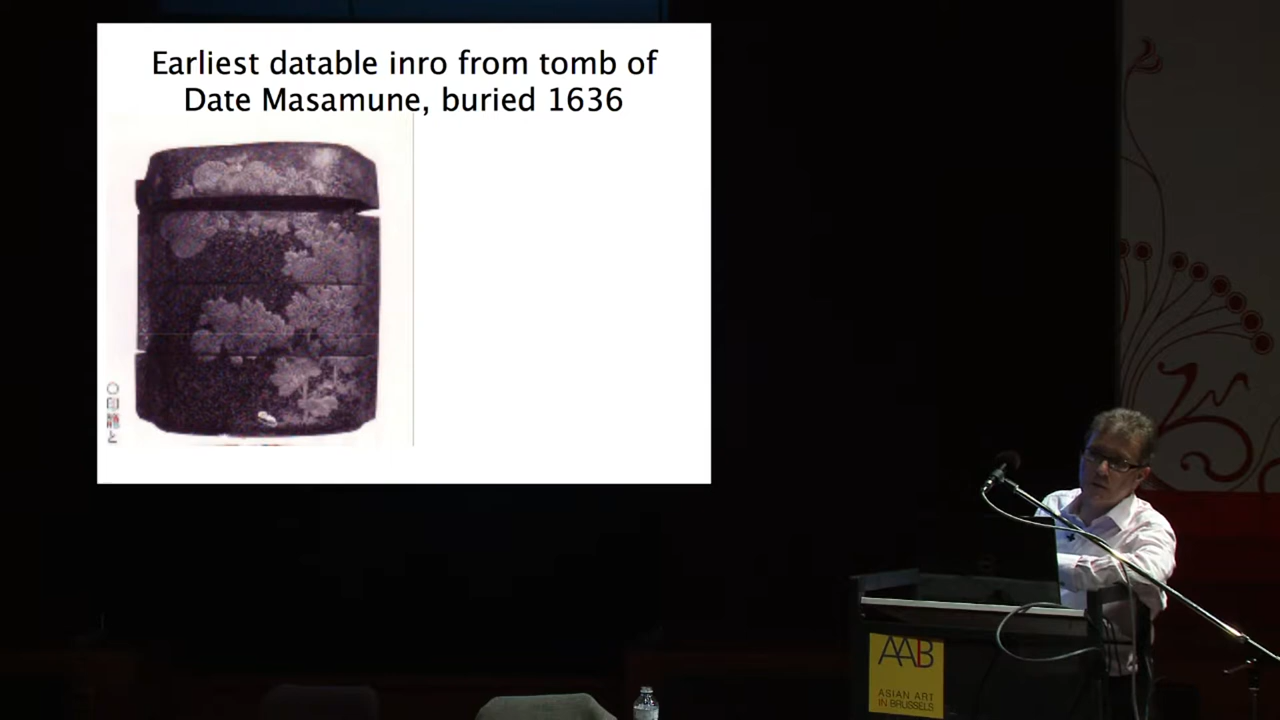 Earliest datable inro from tomb of
Date Masamune, buried 1636
AAB
ASIAN ART
IN BRUSSELS